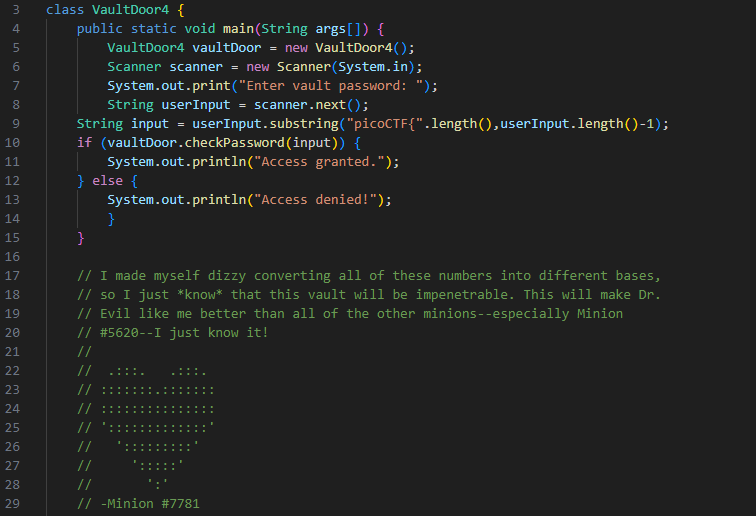 3 class VaultDoor4 {
4 public static void main(String args[]) {
5 VaultDoor4 vaultDoor = new VaultDoor4();
6 Scanner scanner = new Scanner(System.in);
7 System.out.print("Enter vault password: ");
8 String userInput = scanner.next();
9 String input = userInput.substring("picoCTF{".length(),userInput.length()-1);
10 if (vaultDoor.checkPassword(input)) {
11 System.out.println("Access granted.");
12 } else {
13 System.out.println("Access denied!");
14 }
15 }
16
17 // I made myself dizzy converting all of these numbers into different bases,
18 // so I just *know* that this vault will be impenetrable. This will make Dr.
19 // Evil like me better than all of the other minions--especially Minion
20 // #5620--I just know it!
21 //
22 //  .:::.   .:::.
23 // :::::::.:::::::
24 // :::::::::::::::
25 // ':::::::::::::'
26 //   ':::::::::'
27 //     ':::::'
28 //       ':'
29 // -Minion #7781